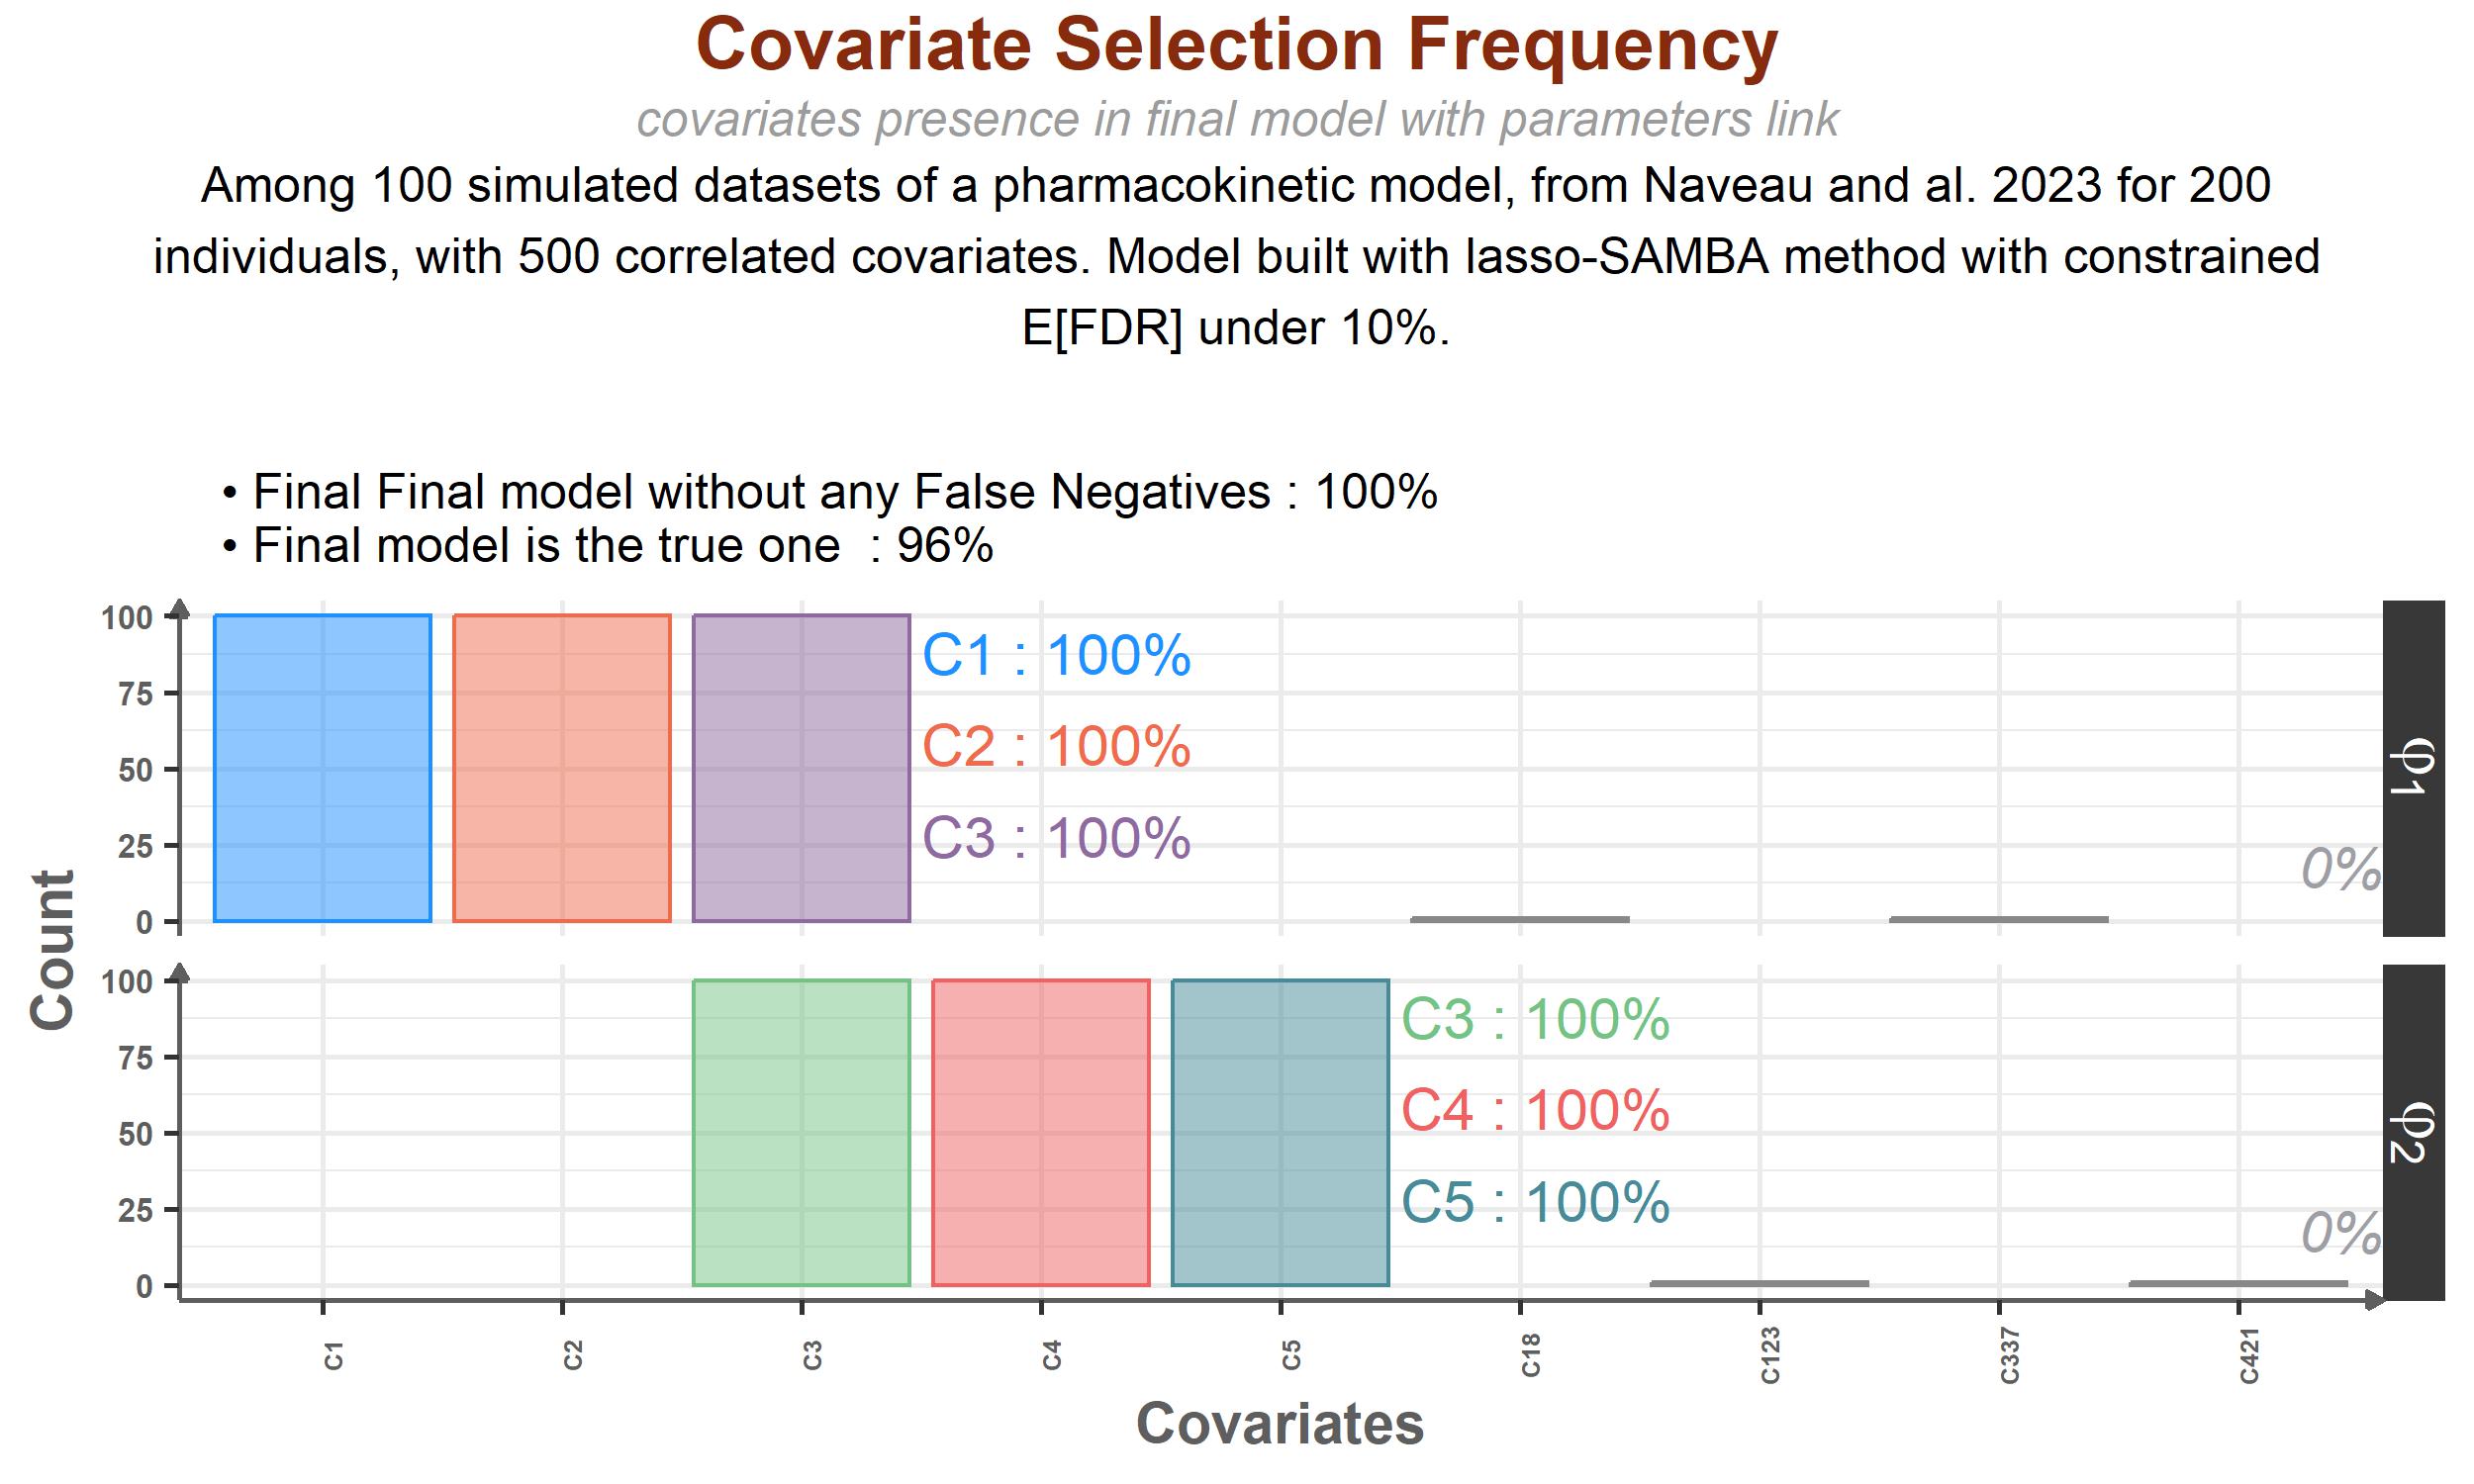 Covariate Selection Frequency
covariates presence in final model with parameters link
Among 100 simulated datasets of a pharmacokinetic model, from Naveau and al. 2023 for 200
individuals, with 500 correlated covariates. Model built with lasso-SAMBA method with constrained
E[FDR] under 10%.
• Final Final model without any False Negatives : 100%
• Final model is the true one  : 96%
Count
100
75
50
25
0
C1 : 100%
C2 : 100%
C3 : 100%
0%
φ1
100
75
50
25
0
C3 : 100%
C4 : 100%
C5 : 100%
0%
φ2
C1
C2
C3
C4
C5
C18
C123
C337
C421
Covariates